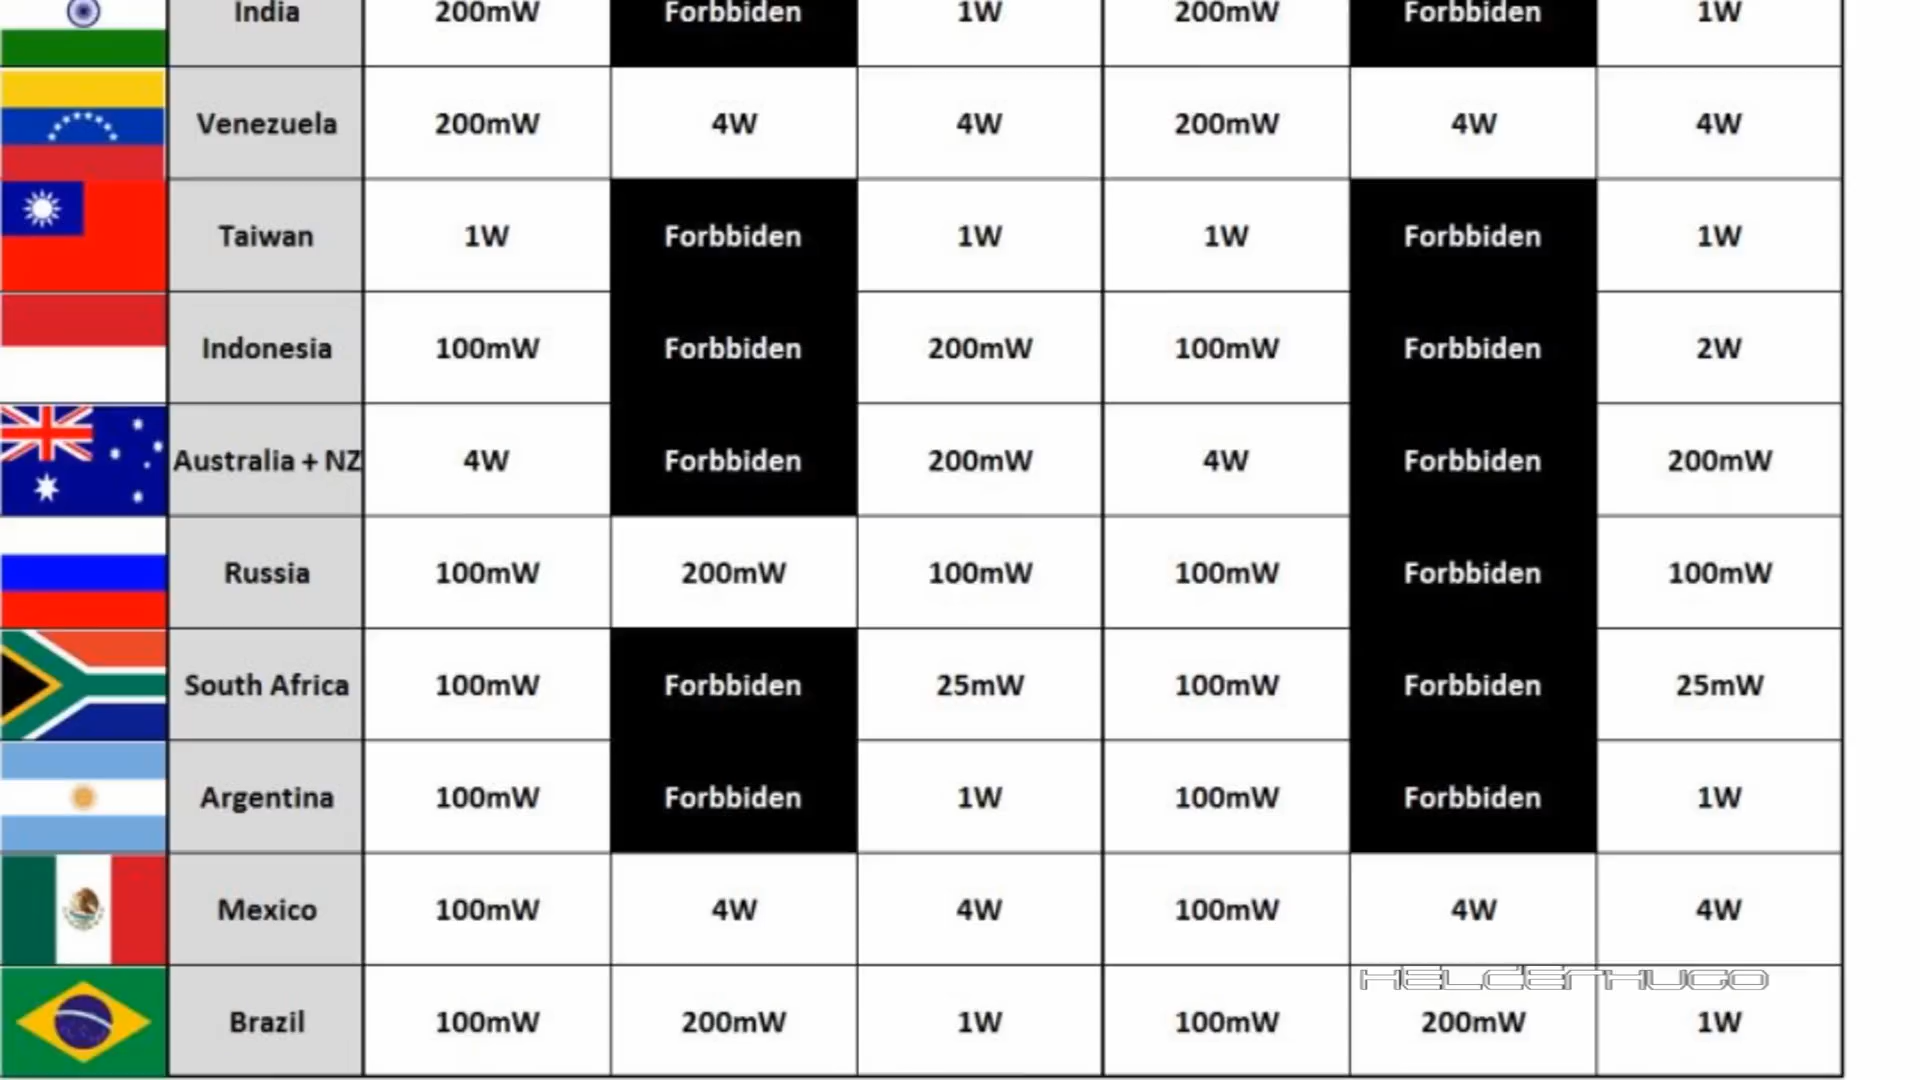 India 200mW Forbbiden 1W 200mW Forbbiden 1W
Venezuela 200mW 4W 4W 200mW 4W 4W
Taiwan 1W Forbbiden 1W 1W Forbbiden 1W
Indonesia 100mW Forbbiden 200mW 100mW Forbbiden 2W
Australia + NZ 4W Forbbiden 200mW 4W Forbbiden 200mW
Russia 100mW 200mW 100mW 100mW Forbbiden 100mW
South Africa 100mW Forbbiden 25mW 100mW Forbbiden 25mW
Argentina 100mW Forbbiden 1W 100mW Forbbiden 1W
Mexico 100mW 4W 4W 100mW 4W 4W
HELDERHUGO
Brazil 100mW 200mW 1W 100mW 200mW 1W